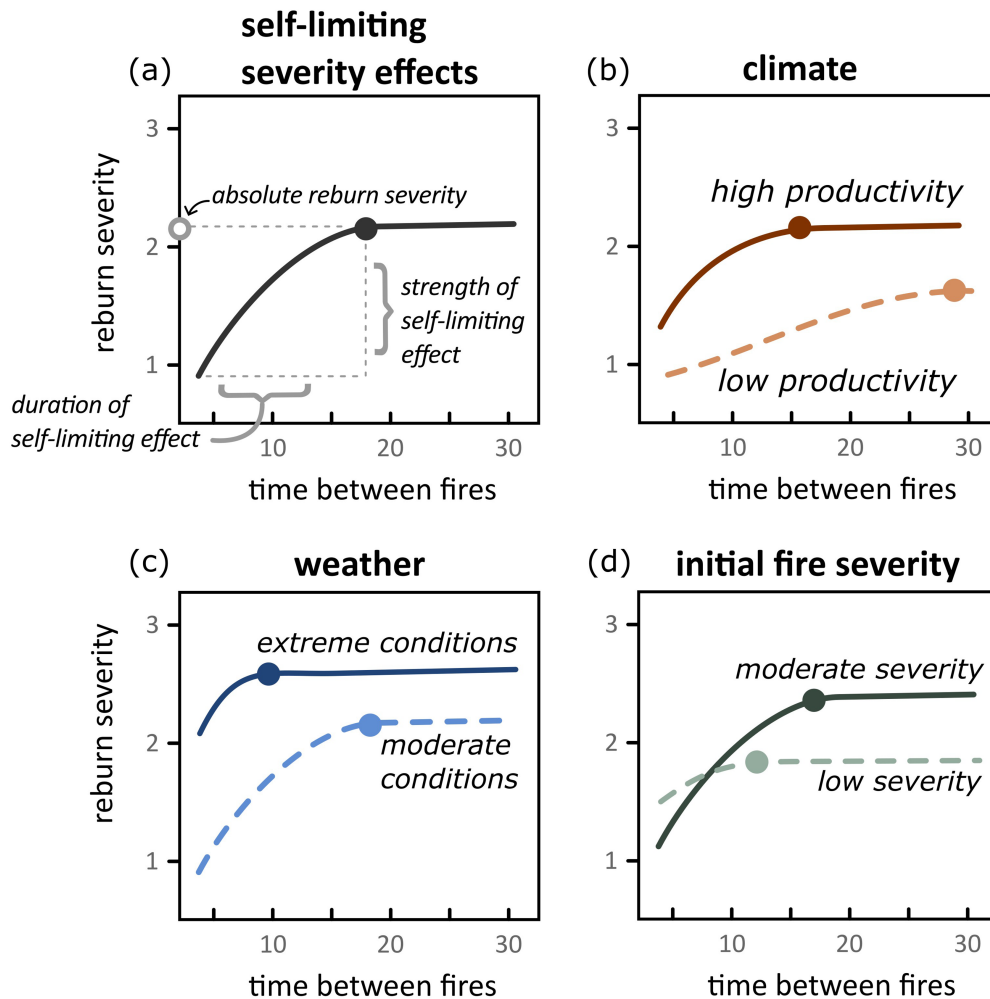 self-limiting
(a) severity effects
3
2
1
reburn severity
absolute reburn severity
strength of
self-limiting
effect
duration of
self-limiting effect
10 20 30
time between fires
(b) climate
3
2
1
high productivity
low productivity
10 20 30
time between fires
(c) weather
3
2
1
reburn severity
extreme conditions
moderate
conditions
10 20 30
time between fires
(d) initial fire severity
3
2
1
moderate severity
low severity
10 20 30
time between fires